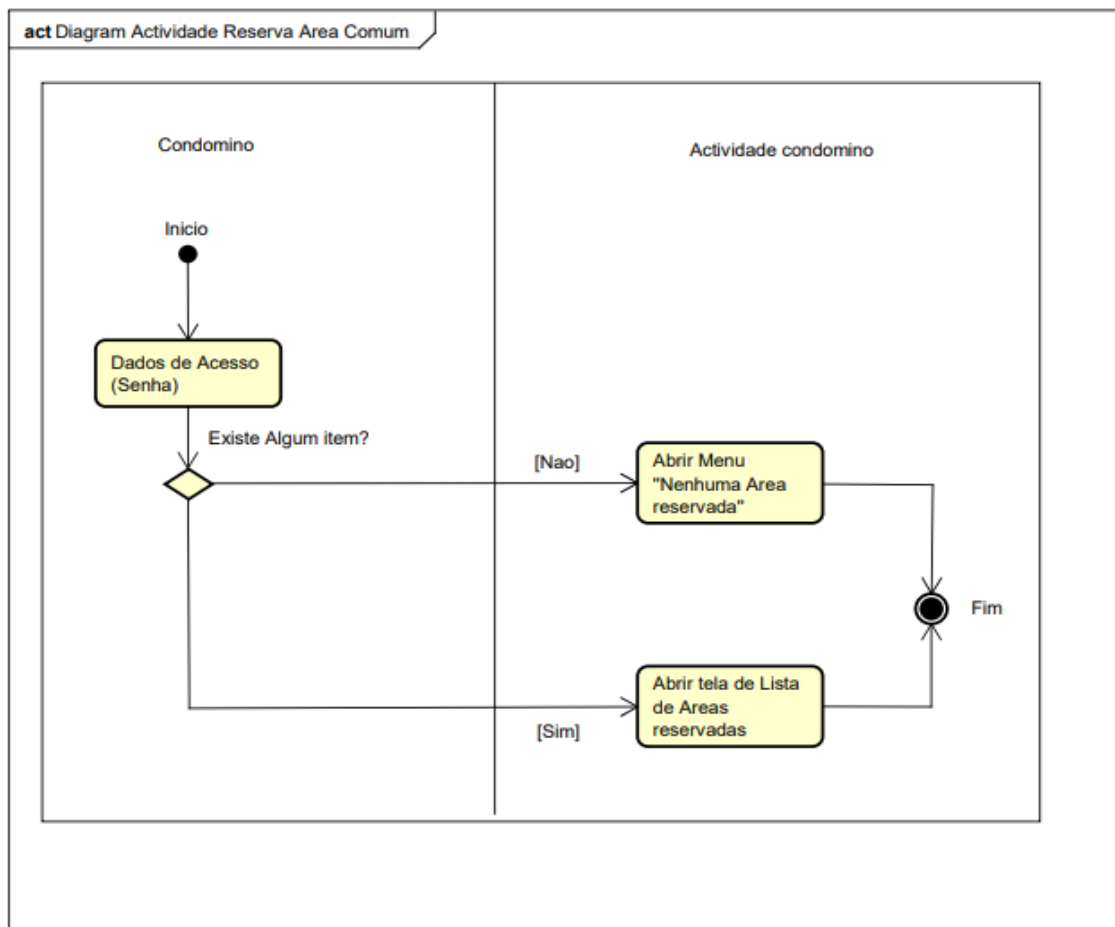 act Diagram Actividade Reserva Area Comum
Condomino
Actividade condomino
Inicio
Dados de Acesso
(Senha)
Existe Algum item?
[Nao]
Abrir Menu
"Nenhuma Area
reservada"
Fim
Abrir tela de Lista
de Areas
reservadas
[Sim]